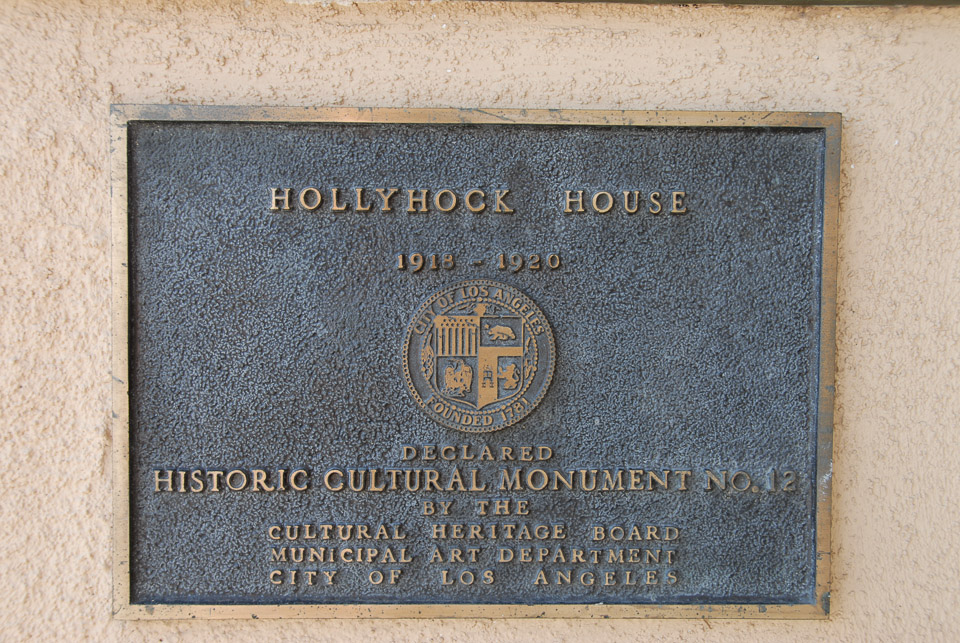 HOLLYHOCK HOUSE
1918 - 1920
CITY OF LOS ANGELES
FOUNDED 1781
DECLARED
HISTORIC CULTURAL MONUMENT NO. 12
BY THE
CULTURAL HERITAGE BOARD
MUNICIPAL ART DEPARTMENT
CITY OF LOS ANGELES